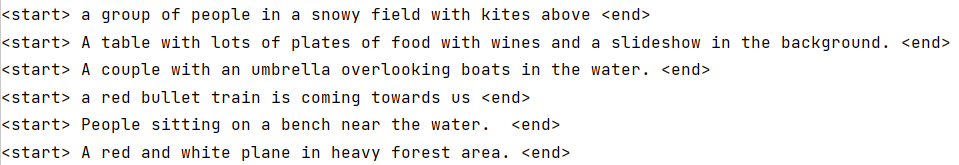 <start> a group of people in a snowy field with kites above <end>
<start> A table with lots of plates of food with wines and a slideshow in the background. <end>
<start> A couple with an umbrella overlooking boats in the water. <end>
<start> a red bullet train is coming towards us <end>
<start> People sitting on a bench near the water.  <end>
<start> A red and white plane in heavy forest area. <end>